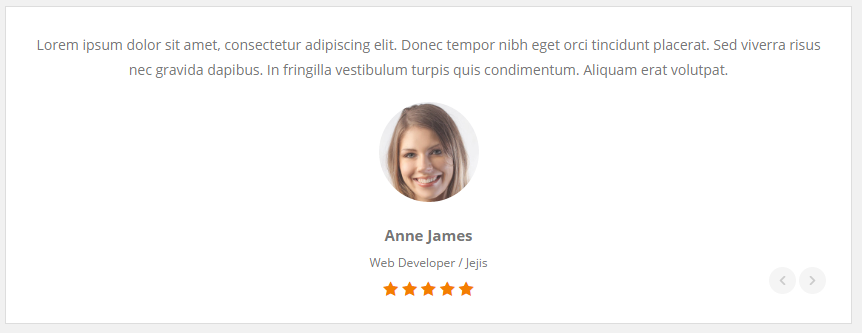 Lorem ipsum dolor sit amet, consectetur adipiscing elit. Donec tempor nibh eget orci tincidunt placerat. Sed viverra risus
nec gravida dapibus. In fringilla vestibulum turpis quis condimentum. Aliquam erat volutpat.
Anne James
Web Developer / Jejis